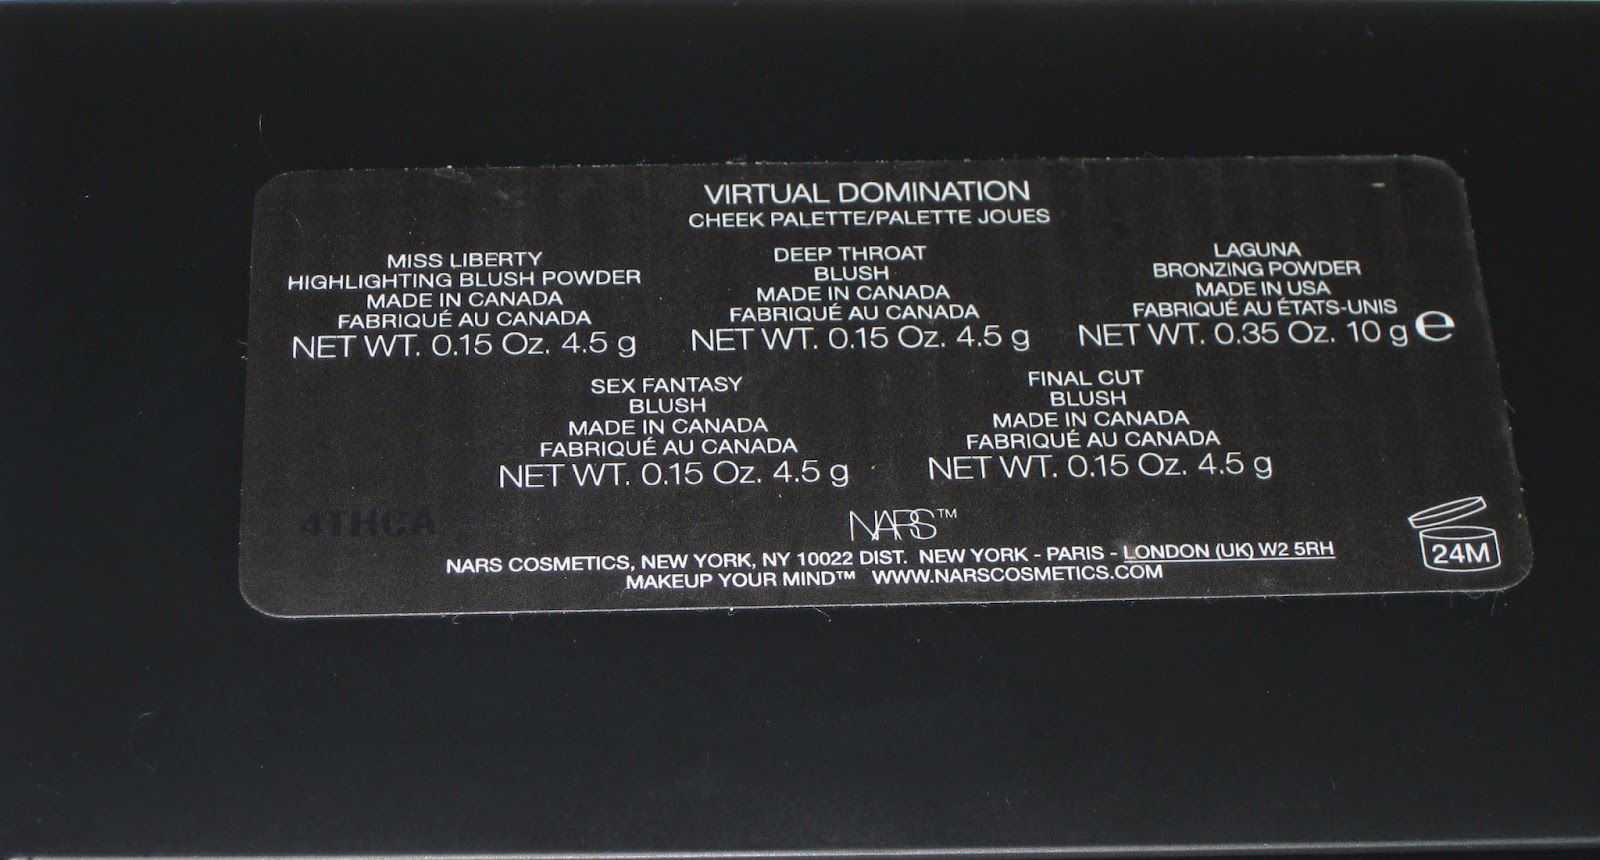 VIRTUAL DOMINATION
CHEEK PALETTE/PALETTE JOUES
MISS LIBERTY
HIGHLIGHTING BLUSH POWDER
MADE IN CANADA
FABRIQUÉ AU CANADA
NET WT. 0.15 Oz. 4.5 g
DEEP THROAT
BLUSH
MADE IN CANADA
FABRIQUÉ AU CANADA
NET WT. 0.15 Oz. 4.5 g
LAGUNA
BRONZING POWDER
MADE IN USA
FABRIQUÉ AU ÉTATS-UNIS
NET WT. 0.35 Oz. 10 g e
SEX FANTASY
BLUSH
MADE IN CANADA
FABRIQUÉ AU CANADA
NET WT. 0.15 Oz. 4.5 g
FINAL CUT
BLUSH
MADE IN CANADA
FABRIQUÉ AU CANADA
NET WT. 0.15 Oz. 4.5 g
4THCA
NARS™
24M
NARS COSMETICS, NEW YORK, NY 10022 DIST. NEW YORK - PARIS - LONDON (UK) W2 5RH
MAKEUP YOUR MIND™ WWW.NARSCOSMETICS.COM